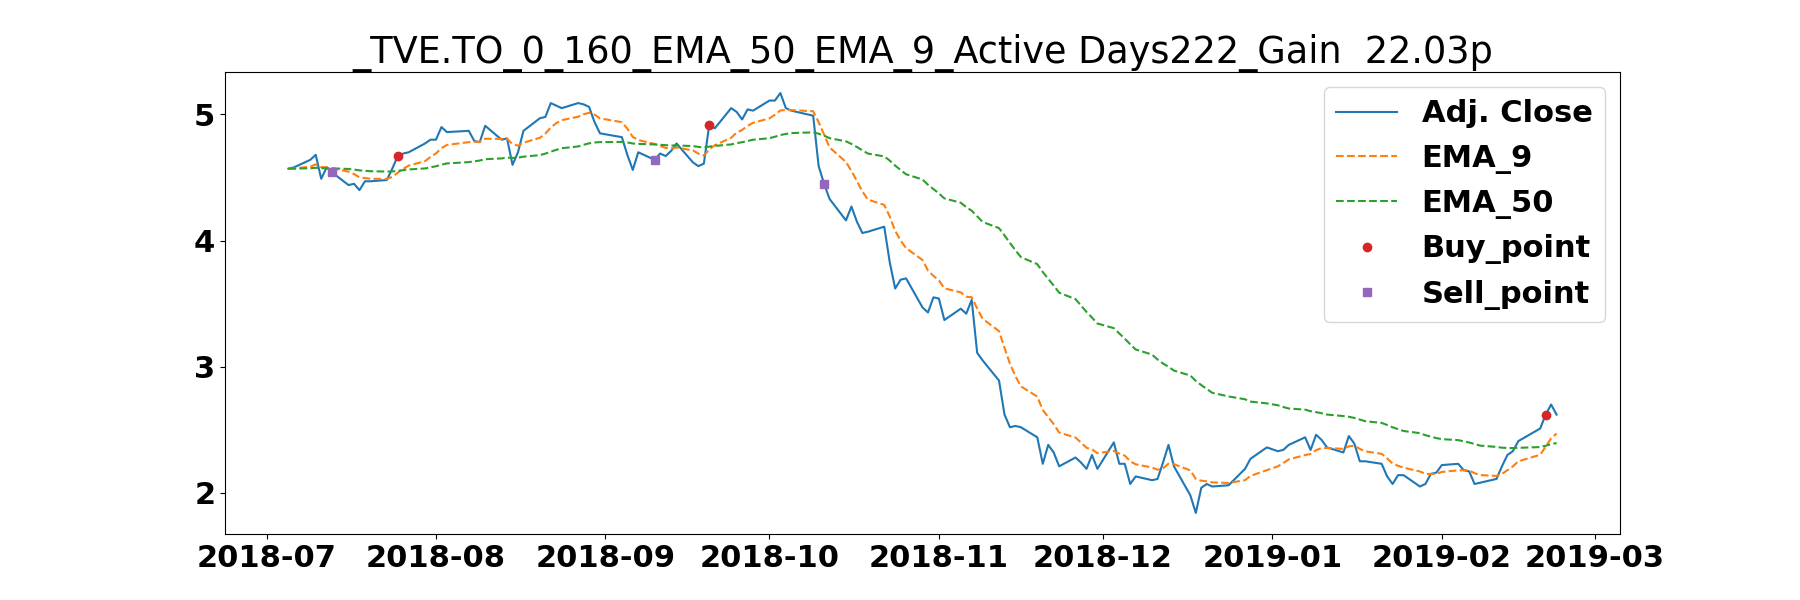 _TVE.TO_0_160_EMA_50_EMA_9_Active Days222_Gain  22.03p
Adj. Close
EMA_9
EMA_50
Buy_point
Sell_point
5
4
3
2
2018-07 2018-08 2018-09 2018-10 2018-11 2018-12 2019-01 2019-02 2019-03